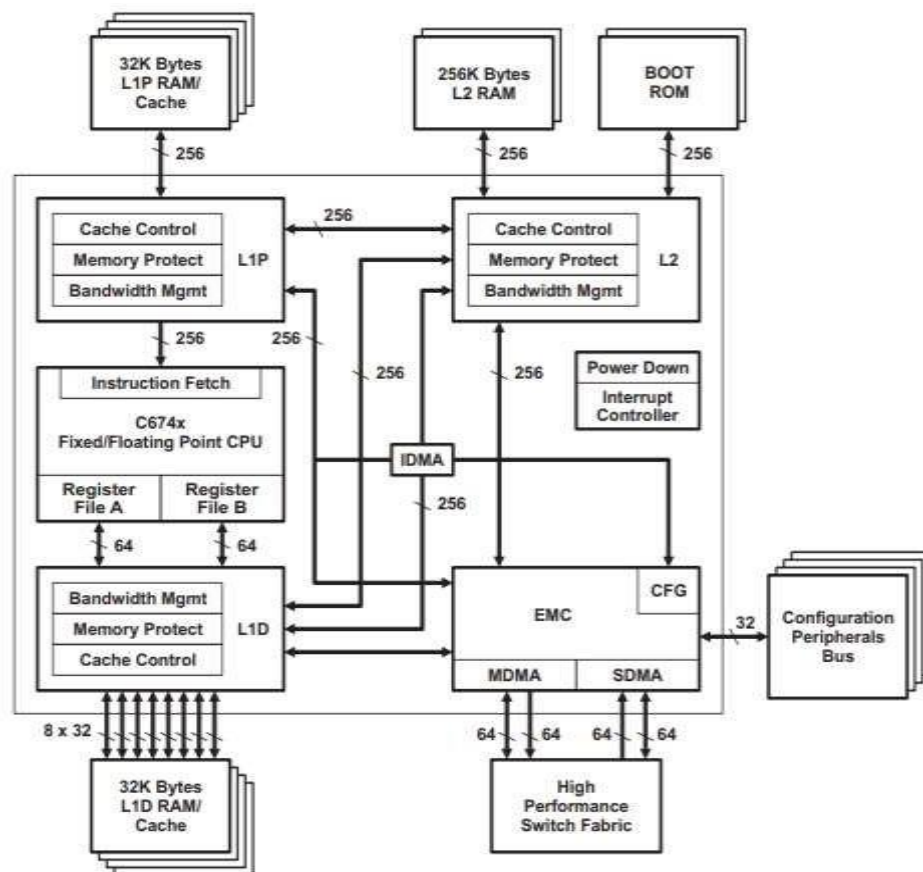 32K Bytes
L1P RAM/
Cache
256K Bytes
L2 RAM
BOOT
ROM
256
256
256
Cache Control
Memory Protect
Bandwidth Mgmt
L1P
256
Cache Control
Memory Protect
Bandwidth Mgmt
L2
256
256
256
256
Instruction Fetch
C674x
Fixed/Floating Point CPU
Register
File A
Register
File B
Power Down
Interrupt
Controller
IDMA
256
64
64
Bandwidth Mgmt
Memory Protect
Cache Control
L1D
EMC
CFG
MDMA
SDMA
32
Configuration
Peripherals
Bus
8 x 32
64
64
64
64
32K Bytes
L1D RAM/
Cache
High
Performance
Switch Fabric